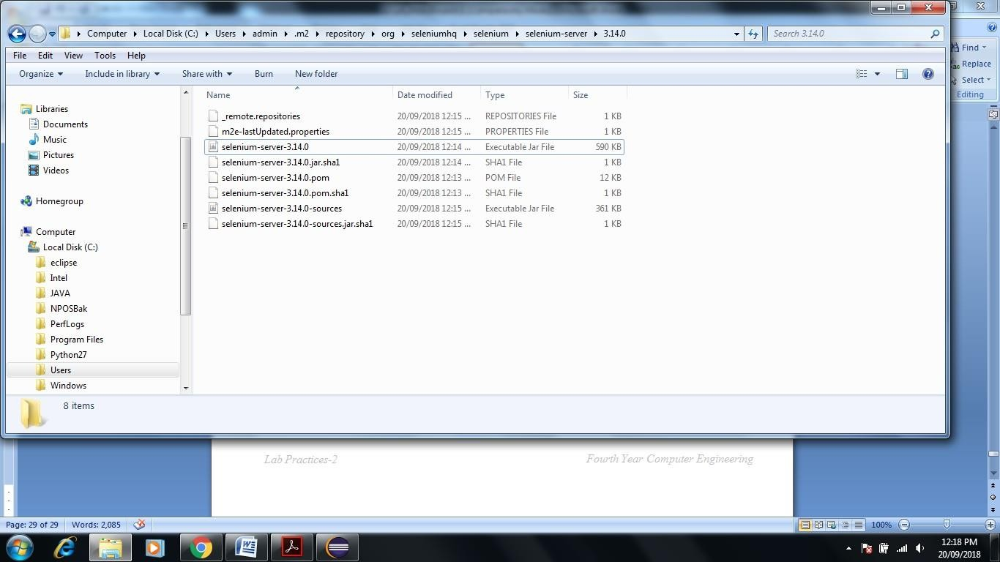 Computer Local Disk (C:) Users admin .m2 repository org seleniumhq selenium selenium-server 3.14.0 Search 3.14.0
File Edit View Tools Help
Organize Include in library Share with Burn New folder
Name Date modified Type Size
Libraries
Documents
Music
Pictures
Videos
Homegroup
Computer
Local Disk (C:)
eclipse
Intel
JAVA
NPOSBak
PerfLogs
Program Files
Python27
Users
Windows
_remote.repositories 20/09/2018 12:15 ... REPOSITORIES File 1 KB
m2e-lastUpdated.properties 20/09/2018 12:15 ... PROPERTIES File 1 KB
selenium-server-3.14.0 20/09/2018 12:14 ... Executable Jar File 590 KB
selenium-server-3.14.0.jar.sha1 20/09/2018 12:14 ... SHA1 File 1 KB
selenium-server-3.14.0.pom 20/09/2018 12:13 ... POM File 12 KB
selenium-server-3.14.0.pom.sha1 20/09/2018 12:13 ... SHA1 File 1 KB
selenium-server-3.14.0-sources 20/09/2018 12:15 ... Executable Jar File 361 KB
selenium-server-3.14.0-sources.jar.sha1 20/09/2018 12:15 ... SHA1 File 1 KB
8 items
Find
Replace
Select
Editing
Lab Practices-2 Fourth Year Computer Engineering
Page: 29 of 29 Words: 2,085 100%
12:18 PM
20/09/2018